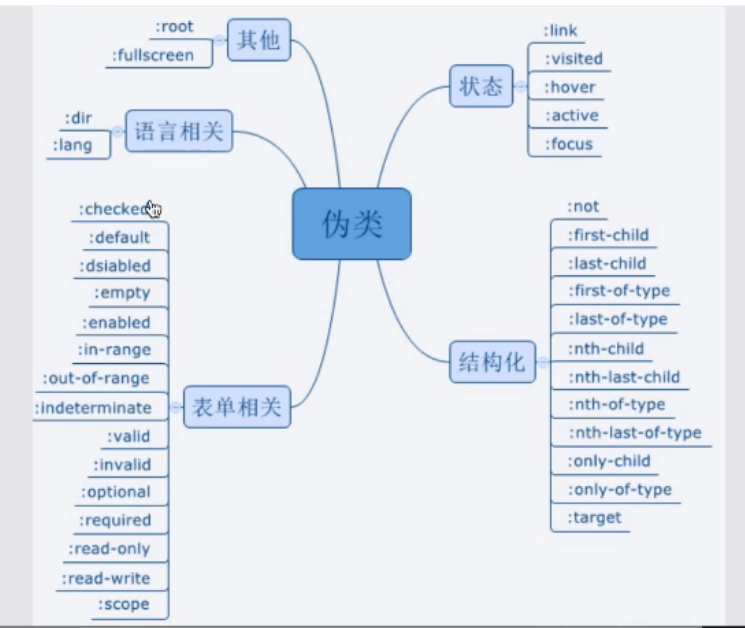 :root
:fullscreen
其他
:dir
:lang
语言相关
:checked
:default
:dsiabled
:empty
:enabled
:in-range
:out-of-range
:indeterminate
:valid
:invalid
:optional
:required
:read-only
:read-write
:scope
表单相关
伪类
状态
:link
:visited
:hover
:active
:focus
结构化
:not
:first-child
:last-child
:first-of-type
:last-of-type
:nth-child
:nth-last-child
:nth-of-type
:nth-last-of-type
:only-child
:only-of-type
:target